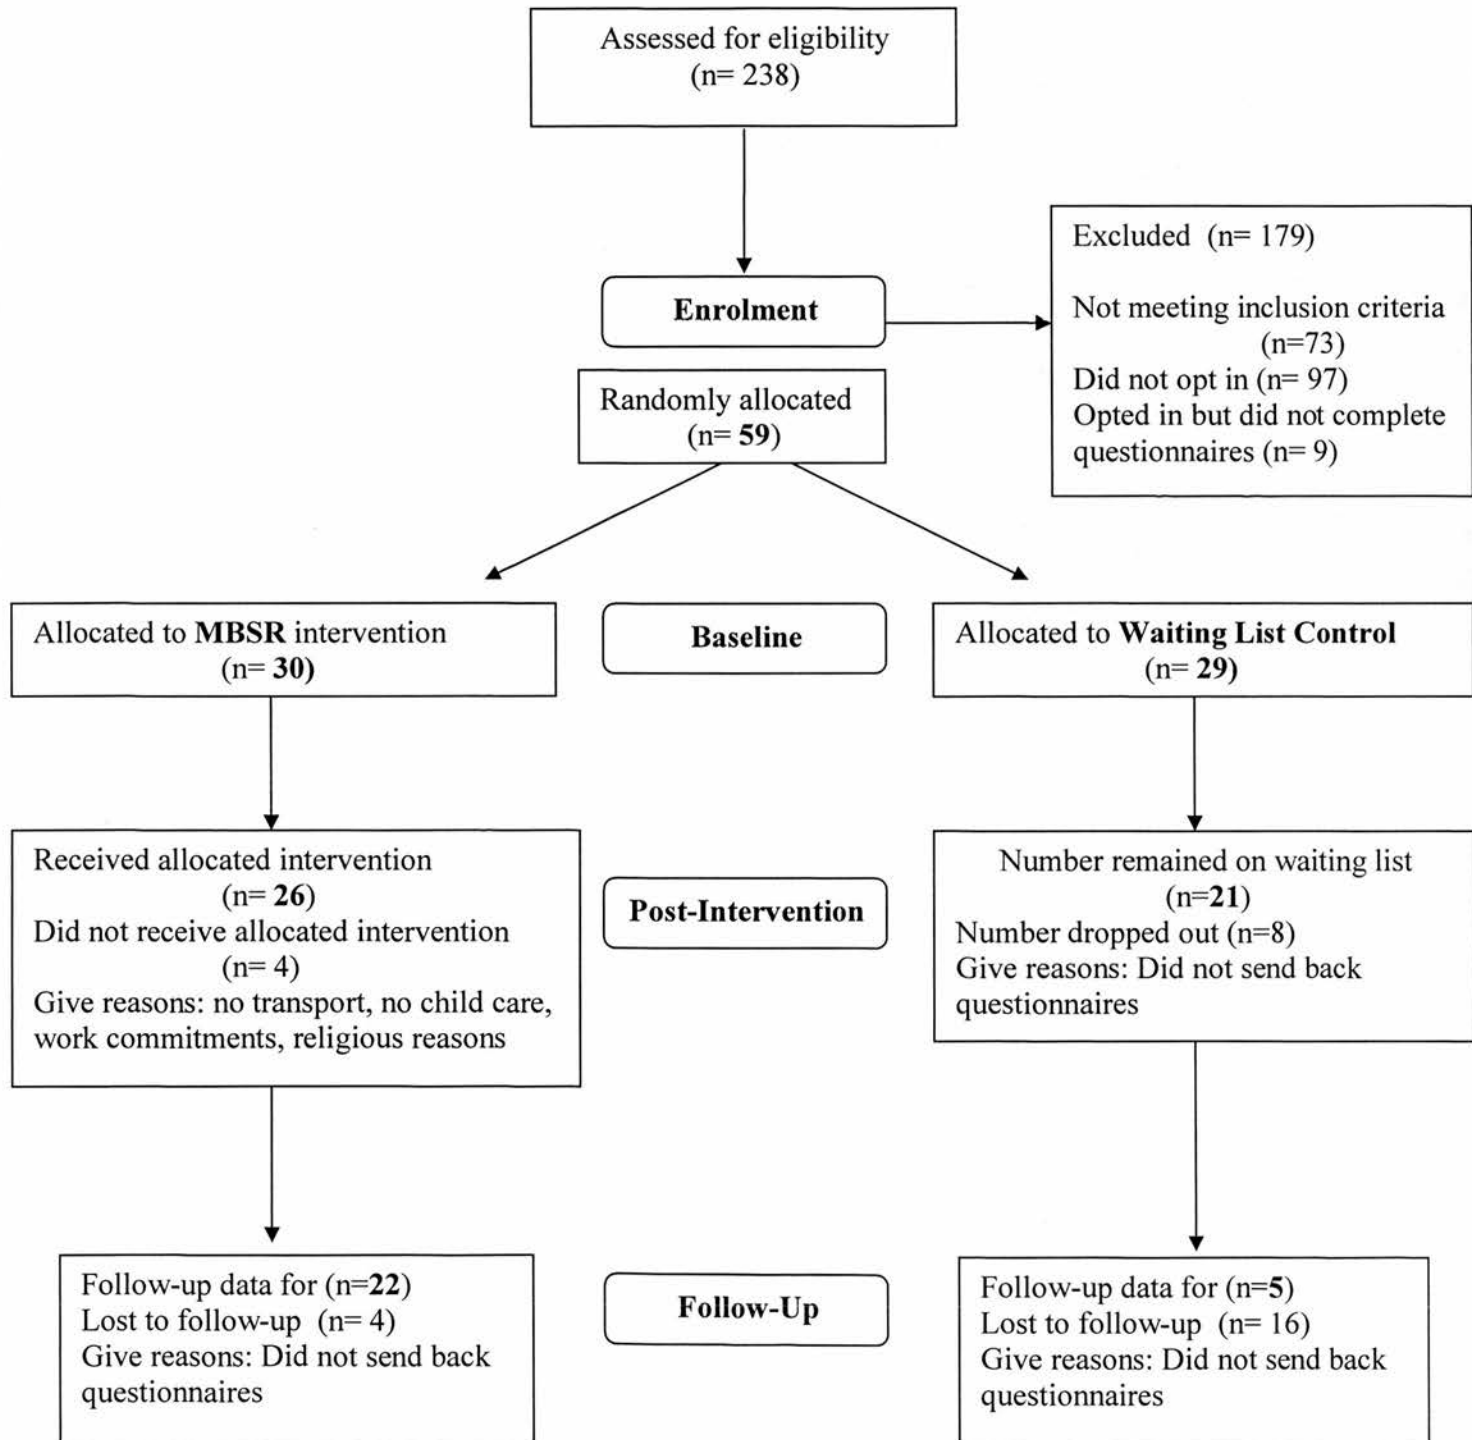 Assessed for eligibility
(n= 238)
Excluded (n= 179)
Not meeting inclusion criteria
(n=73)
Did not opt in (n= 97)
Opted in but did not complete
questionnaires (n= 9)
Enrolment
Randomly allocated
(n= 59)
Allocated to MBSR intervention
(n= 30)
Baseline
Allocated to Waiting List Control
(n= 29)
Received allocated intervention
(n= 26)
Did not receive allocated intervention
(n= 4)
Give reasons: no transport, no child care,
work commitments, religious reasons
Post-Intervention
Number remained on waiting list
(n=21)
Number dropped out (n=8)
Give reasons: Did not send back
questionnaires
Follow-up data for (n=22)
Lost to follow-up (n= 4)
Give reasons: Did not send back
questionnaires
Follow-Up
Follow-up data for (n=5)
Lost to follow-up (n= 16)
Give reasons: Did not send back
questionnaires